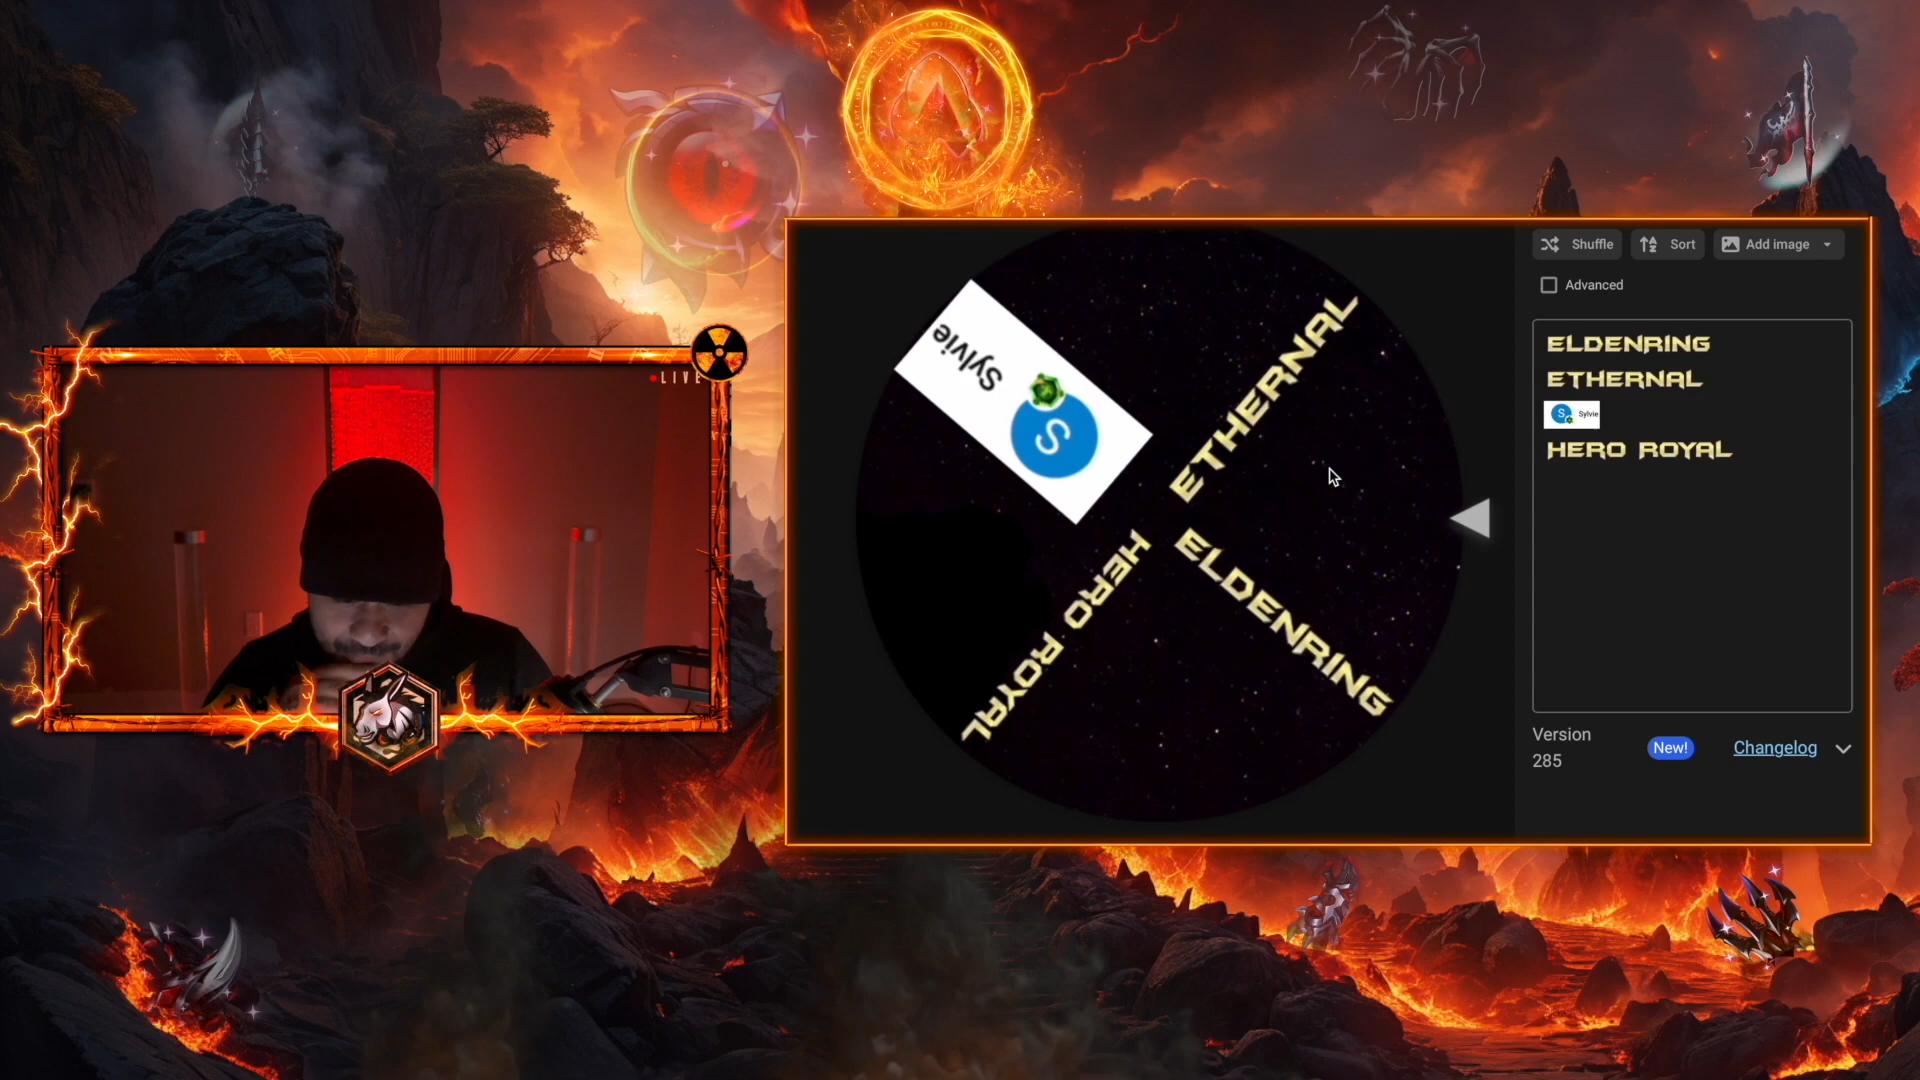 LIVE
Sylvie
S
ETHERNAL
ELDENRING
HERO ROYAL
Shuffle
Sort
Add image
Advanced
ELDENRING
ETHERNAL
S Sylvie
HERO ROYAL
Version
285
New!
Changelog